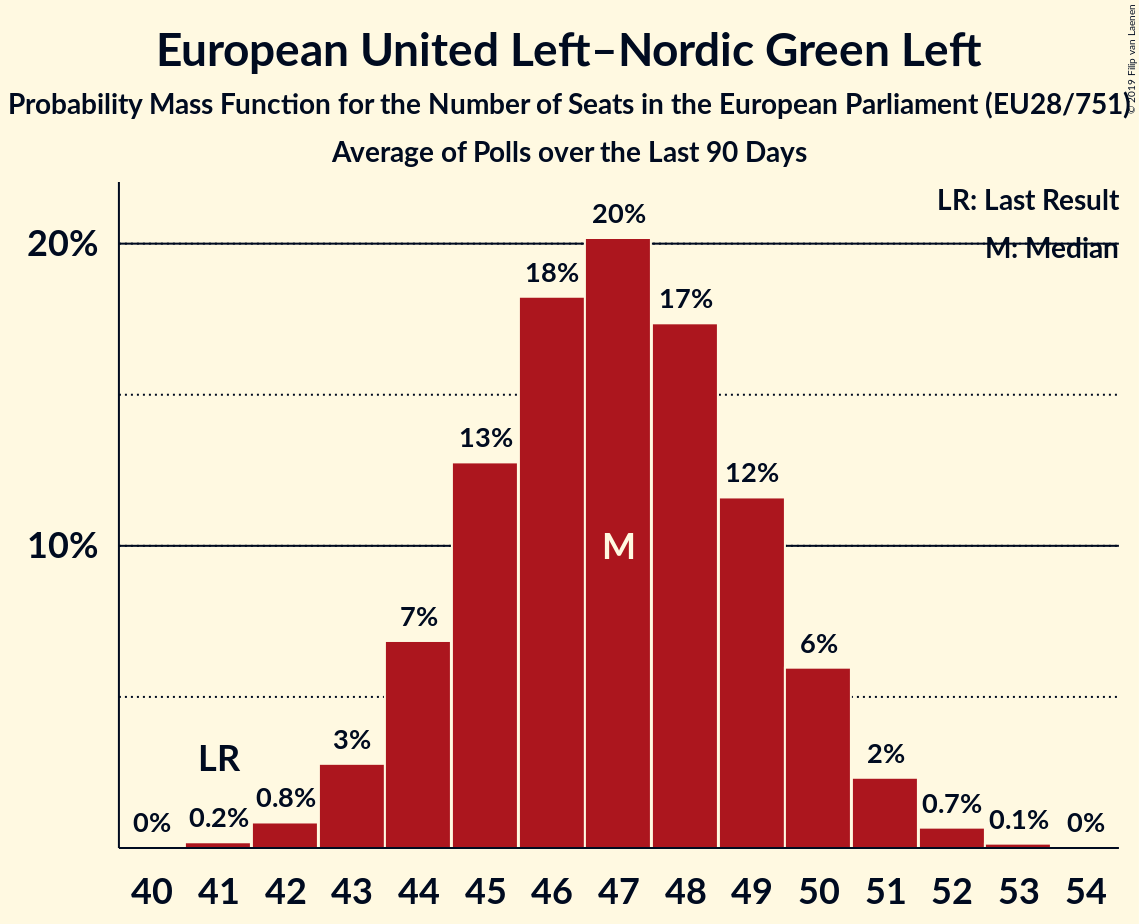 European United Left–Nordic Green Left
Probability Mass Function for the Number of Seats in the European Parliament (EU28/751)
Average of Polls over the Last 90 Days
© 2019 Filip van Laenen
LR: Last Result
M: Median
20%
10%
0%
0.2%
0.8%
3%
7%
13%
18%
20%
17%
12%
6%
2%
0.7%
0.1%
0%
LR
M
40 41 42 43 44 45 46 47 48 49 50 51 52 53 54